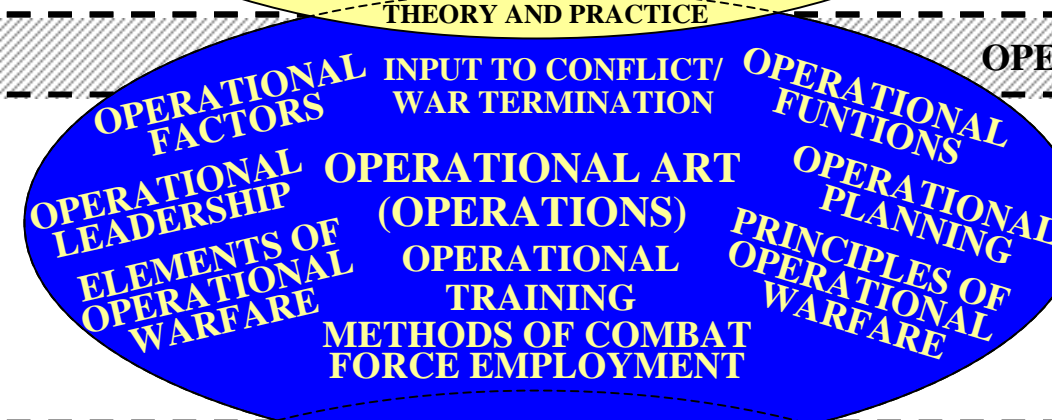 THEORY AND PRACTICE
OPE
OPERATIONAL
FACTORS
INPUT TO CONFLICT/
WAR TERMINATION
OPERATIONAL
FUNTIONS
OPERATIONAL
LEADERSHIP
OPERATIONAL ART
(OPERATIONS)
OPERATIONAL
PLANNING
ELEMENTS OF
OPERATIONAL
WARFARE
OPERATIONAL
TRAINING
PRINCIPLES OF
OPERATIONAL
WARFARE
METHODS OF COMBAT
FORCE EMPLOYMENT